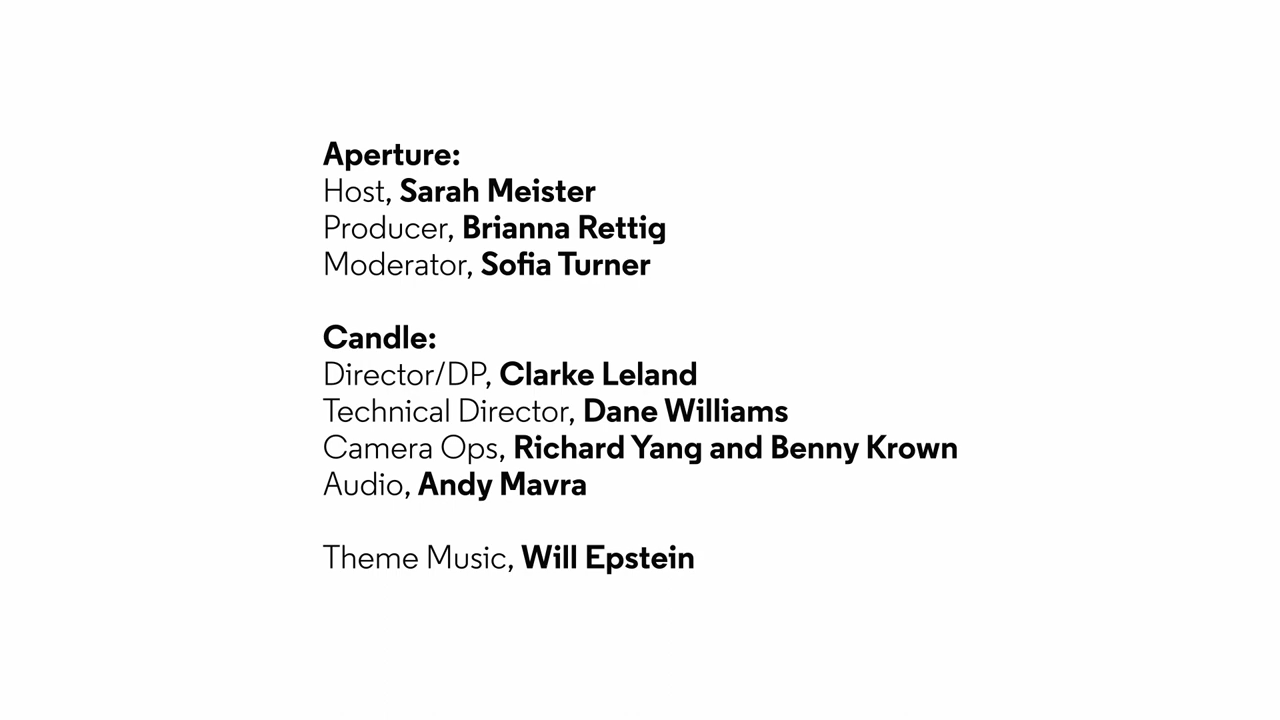 Aperture:
Host, Sarah Meister
Producer, Brianna Rettig
Moderator, Sofia Turner
Candle:
Director/DP, Clarke Leland
Technical Director, Dane Williams
Camera Ops, Richard Yang and Benny Krown
Audio, Andy Mavra
Theme Music, Will Epstein